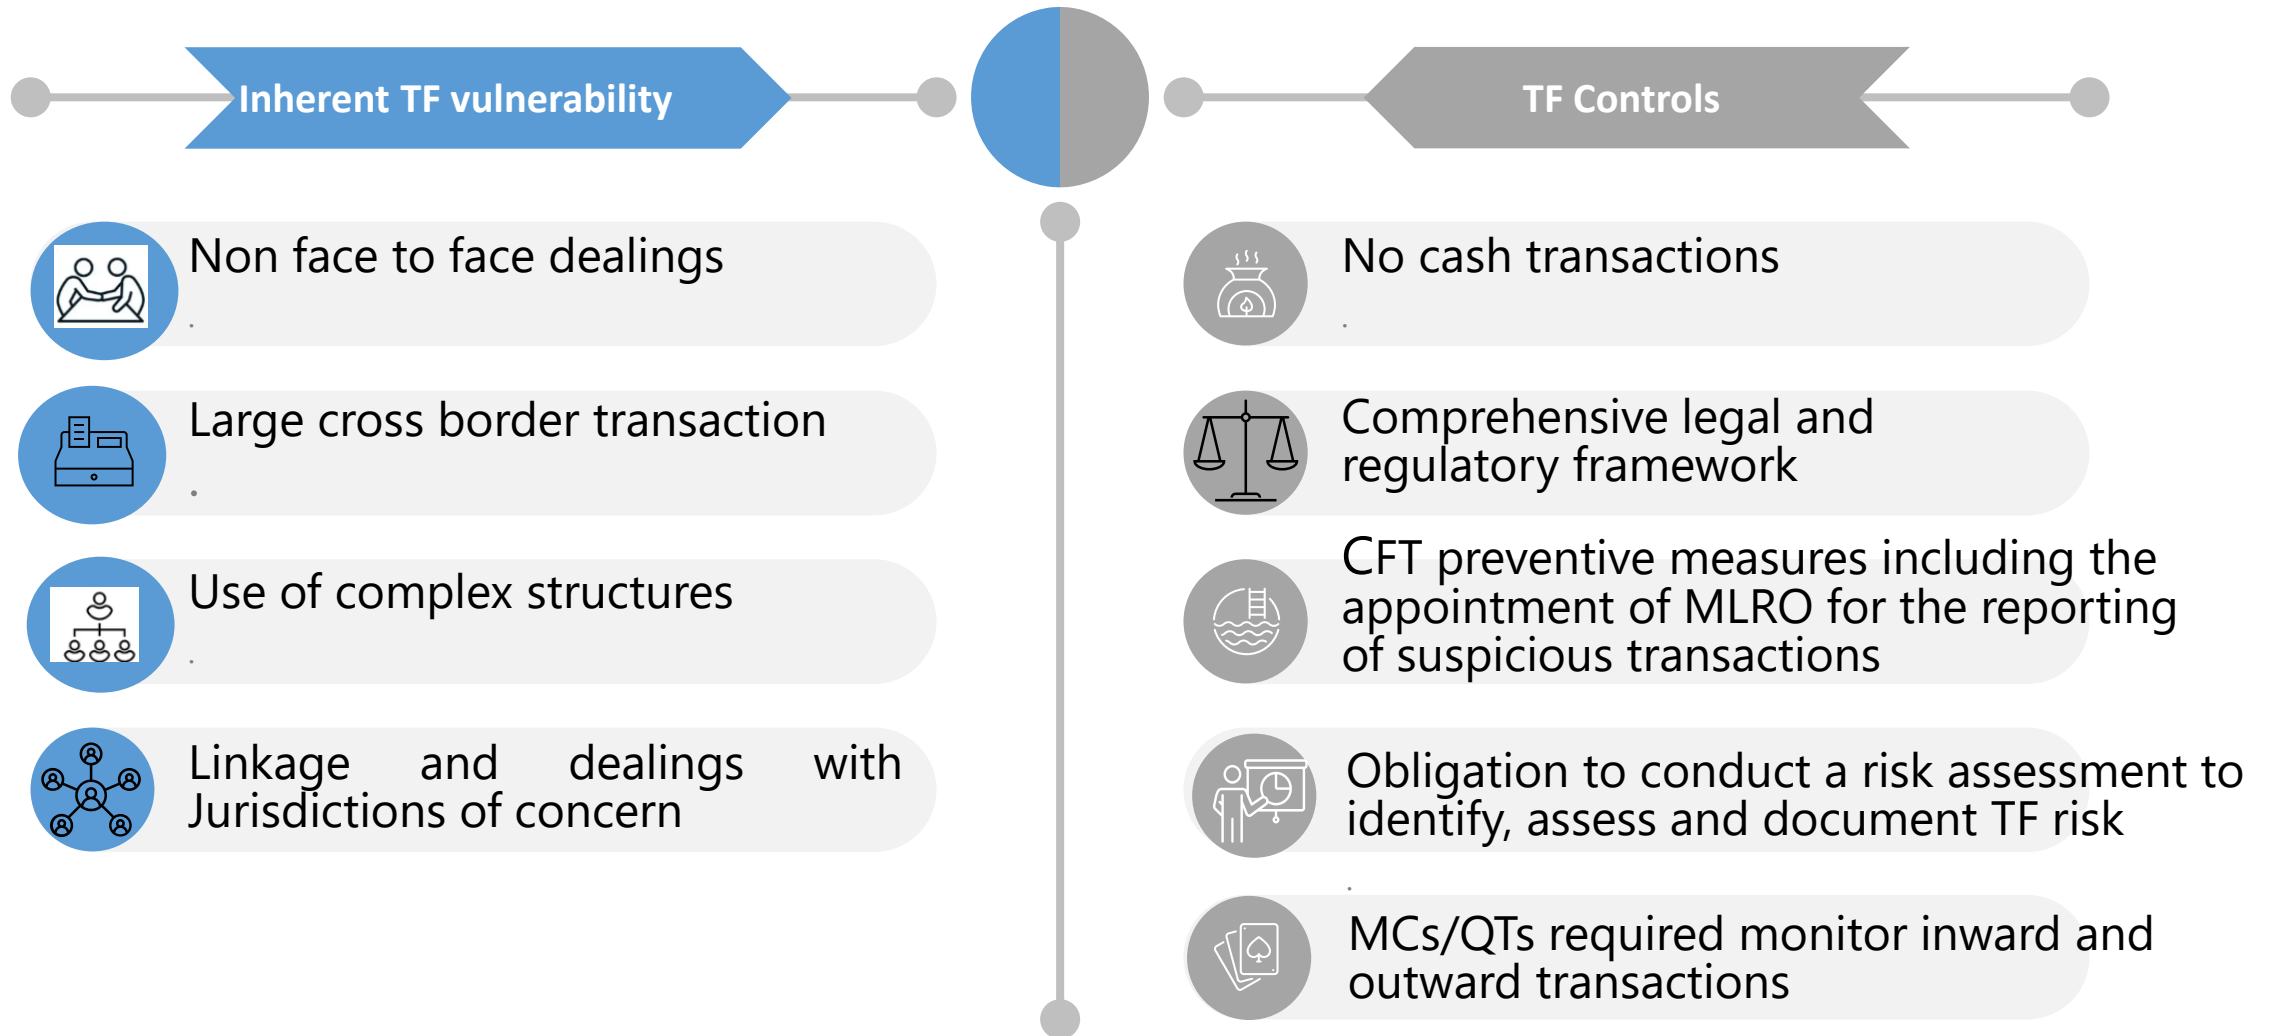 Inherent TF vulnerability
TF Controls
Non face to face dealings
.
Large cross border transaction
.
Use of complex structures
.
Linkage and dealings with
Jurisdictions of concern
No cash transactions
.
Comprehensive legal and
regulatory framework
CFT preventive measures including the
appointment of MLRO for the reporting
of suspicious transactions
Obligation to conduct a risk assessment to
identify, assess and document TF risk
.
MCs/QTs required monitor inward and
outward transactions